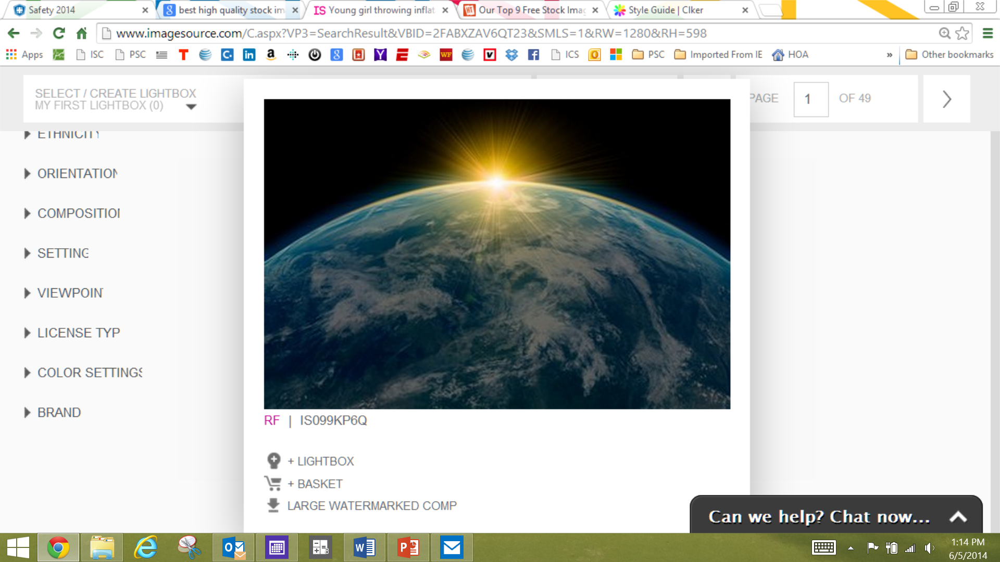 Safety 2014
best high quality stock im
IS Young girl throwing inflat
Our Top 9 Free Stock Imag
Style Guide | Clker
www.imagesource.com/C.aspx?VP3=SearchResult&VBID=2FABXZAV6QT23&SMLS=1&RW=1280&RH=598
Apps ISC PSC ICS PSC Imported From IE HOA » Other bookmarks
SELECT / CREATE LIGHTBOX
MY FIRST LIGHTBOX (0)
PAGE 1 OF 49
ETHNICITY
ORIENTATION
COMPOSITION
SETTING
VIEWPOINT
LICENSE TYP
COLOR SETTINGS
BRAND
RF | IS099KP6Q
+ LIGHTBOX
+ BASKET
LARGE WATERMARKED COMP
Can we help? Chat now...
1:14 PM
6/5/2014